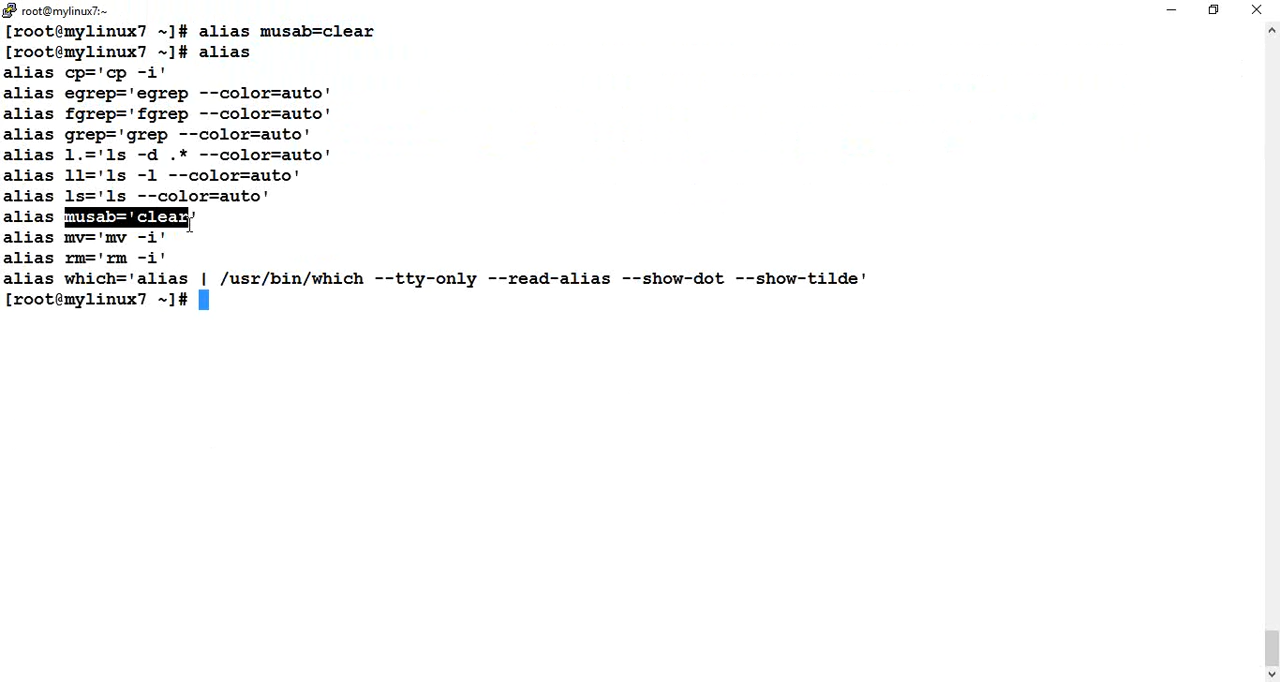 root@mylinux7:~
[root@mylinux7 ~]# alias musab=clear
[root@mylinux7 ~]# alias
alias cp='cp -i'
alias egrep='egrep --color=auto'
alias fgrep='fgrep --color=auto'
alias grep='grep --color=auto'
alias l.='ls -d .* --color=auto'
alias ll='ls -l --color=auto'
alias ls='ls --color=auto'
alias musab='clear'
alias mv='mv -i'
alias rm='rm -i'
alias which='alias | /usr/bin/which --tty-only --read-alias --show-dot --show-tilde'
[root@mylinux7 ~]#